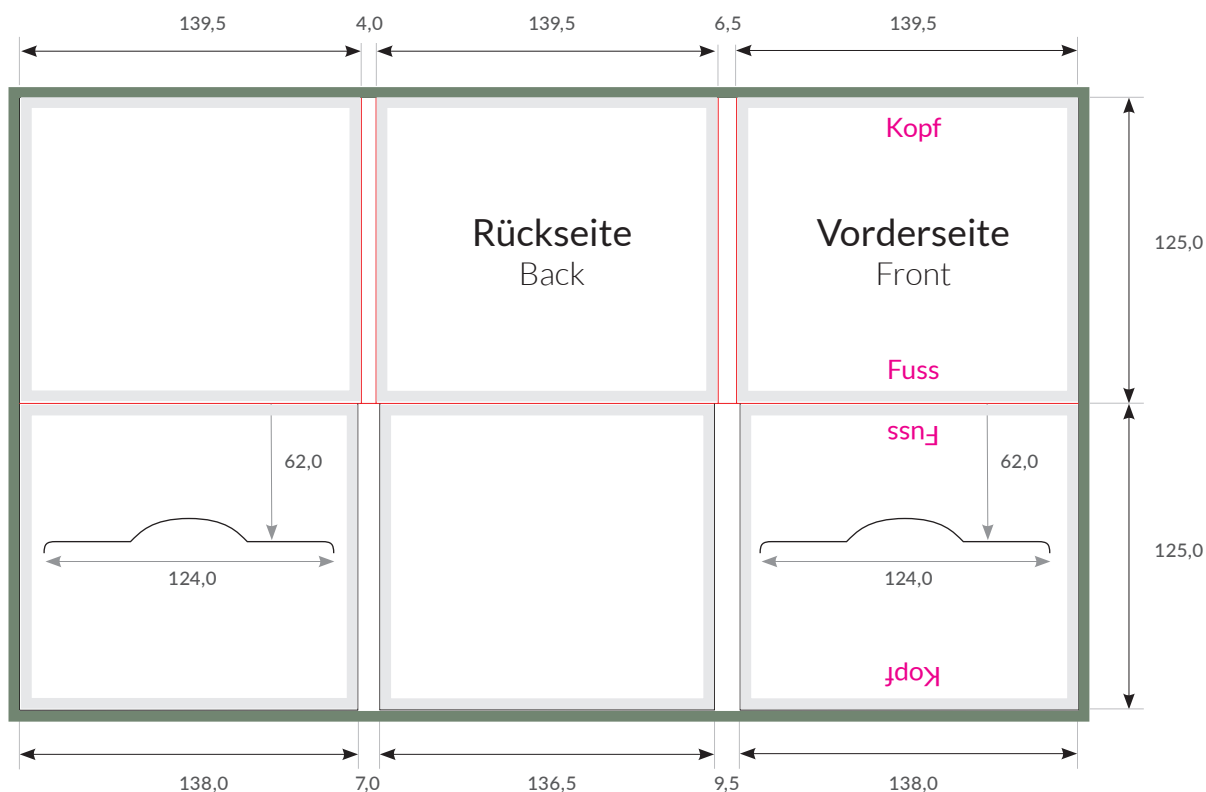 139,5 4,0 139,5 6,5 139,5
Kopf
Rückseite
Back
Vorderseite
Front
125,0
Fuss
Fuss
62,0
62,0
124,0
124,0
125,0
Kopf
138,0 7,0 136,5 9,5 138,0